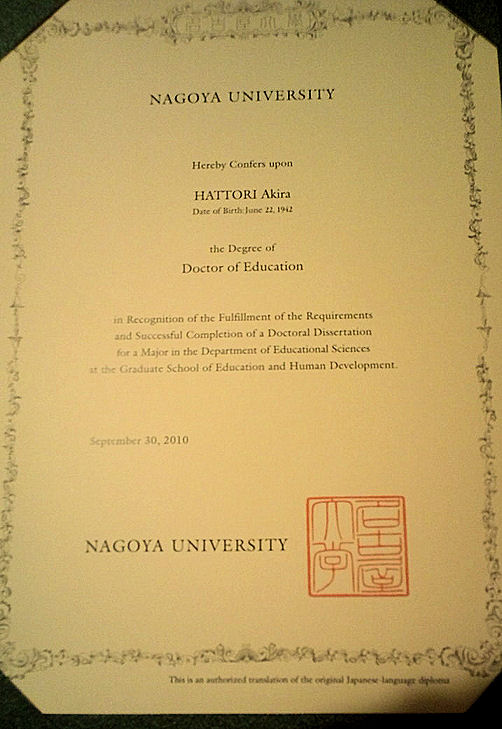 NAGOYA UNIVERSITY
Hereby Confers upon
HATTORI Akira
Date of Birth: June 22, 1942
the Degree of
Doctor of Education
in Recognition of the Fulfillment of the Requirements
and Successful Completion of a Doctoral Dissertation
for a Major in the Department of Educational Sciences
at the Graduate School of Education and Human Development.
September 30, 2010
NAGOYA UNIVERSITY
This is an authorized translation of the original Japanese-language diploma